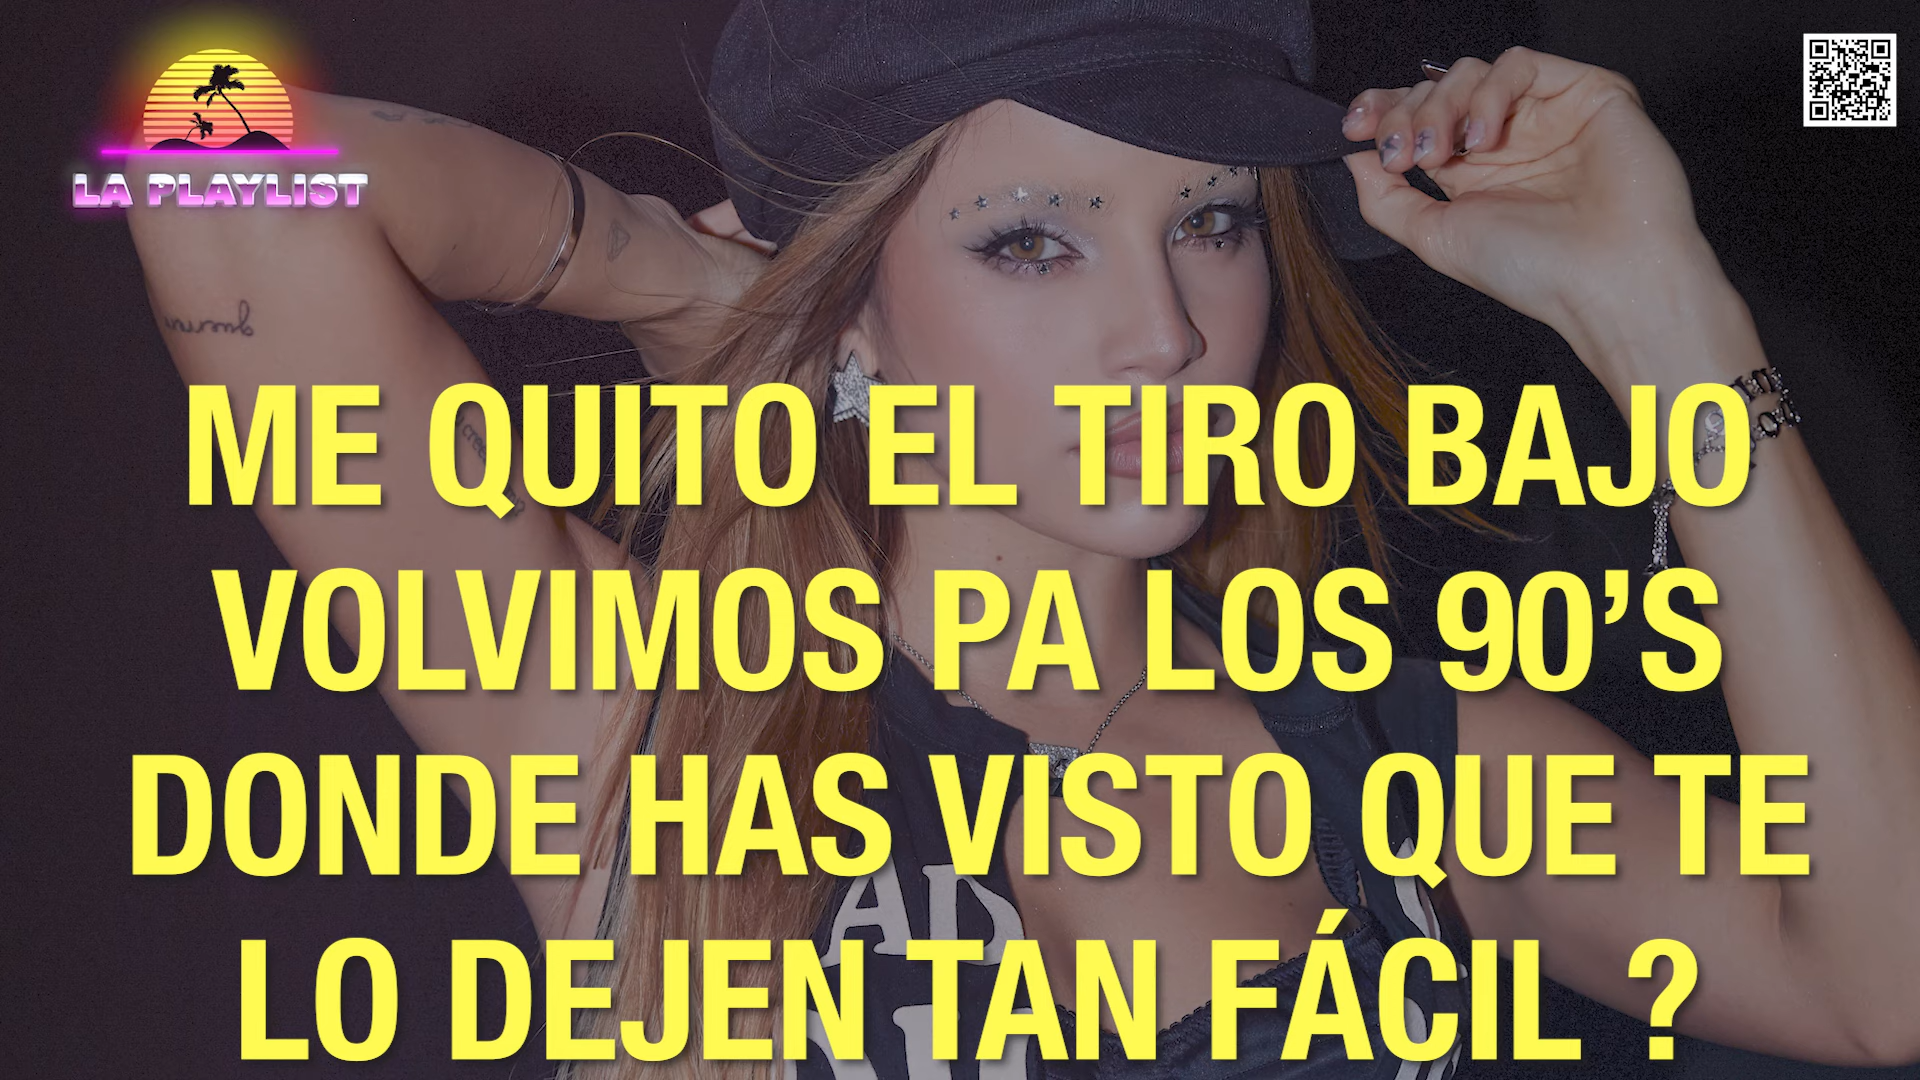 LA PLAYLIST
ME QUITO EL TIRO BAJO
VOLVIMOS PA LOS 90’S
DONDE HAS VISTO QUE TE
LO DEJEN TAN FÁCIL ?